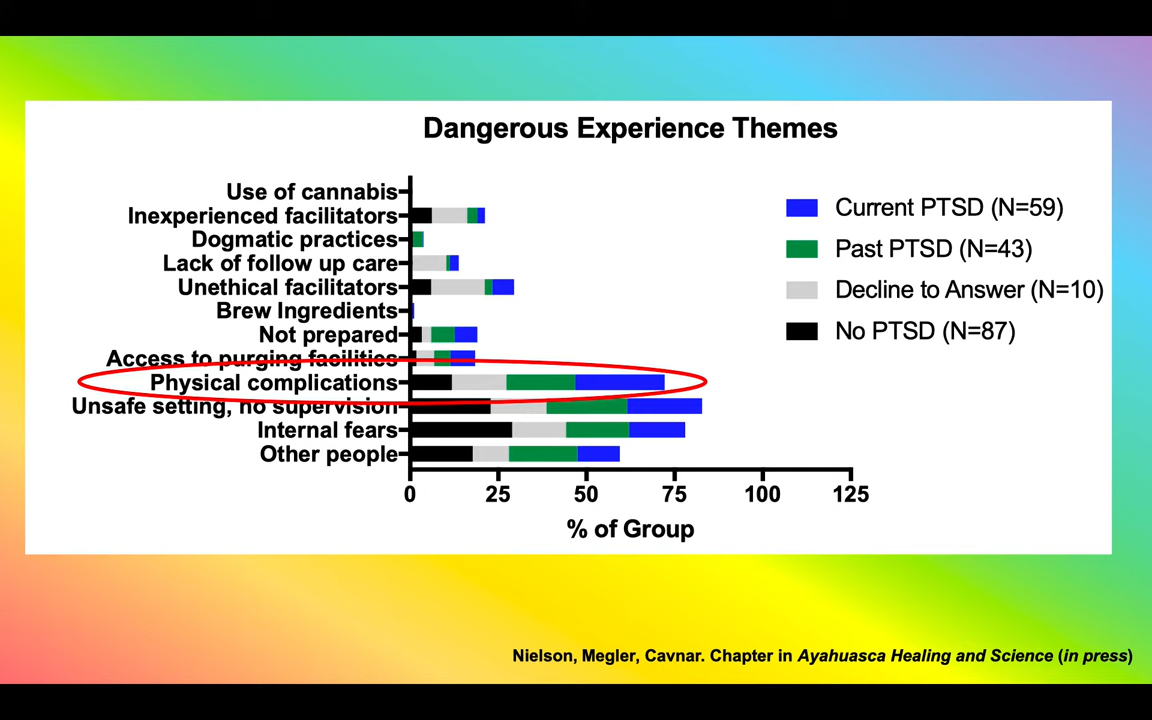 Dangerous Experience Themes
Use of cannabis
Inexperienced facilitators
Dogmatic practices
Lack of follow up care
Unethical facilitators
Brew Ingredients
Not prepared
Access to purging facilities
Physical complications
Unsafe setting, no supervision
Internal fears
Other people
0 25 50 75 100 125
% of Group
Current PTSD (N=59)
Past PTSD (N=43)
Decline to Answer (N=10)
No PTSD (N=87)
Nielson, Megler, Cavnar. Chapter in Ayahuasca Healing and Science (in press)